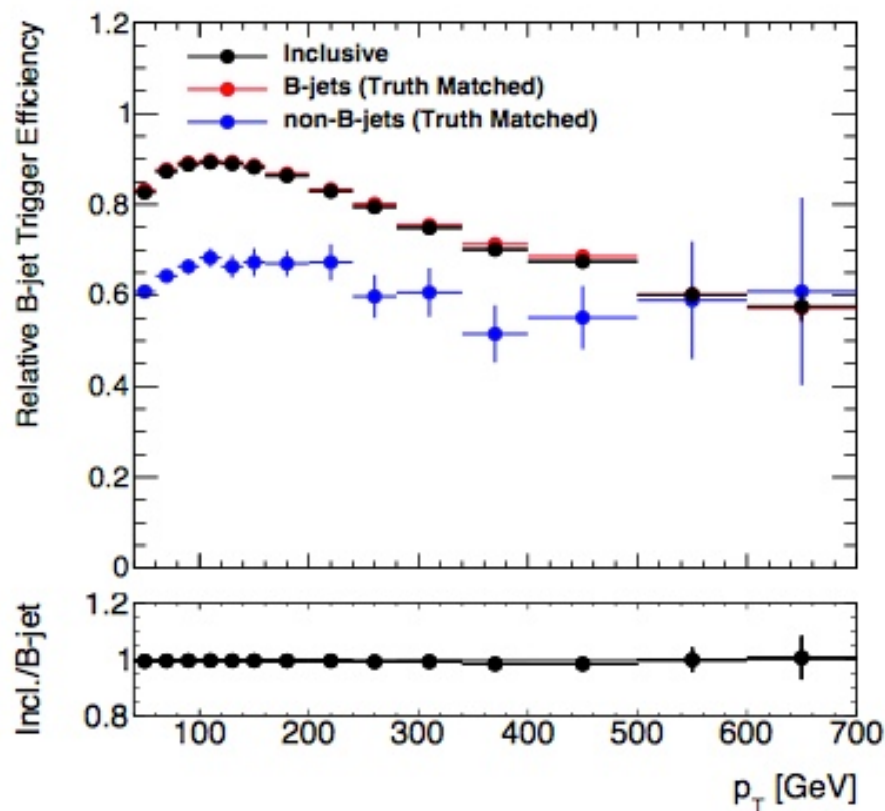 1.2
Inclusive
B-jets (Truth Matched)
non-B-jets (Truth Matched)
1
0.8
0.6
0.4
0.2
0
Relative B-jet Trigger Efficiency
1.2
1
0.8
Incl./B-jet
100 200 300 400 500 600 700
p_T [GeV]